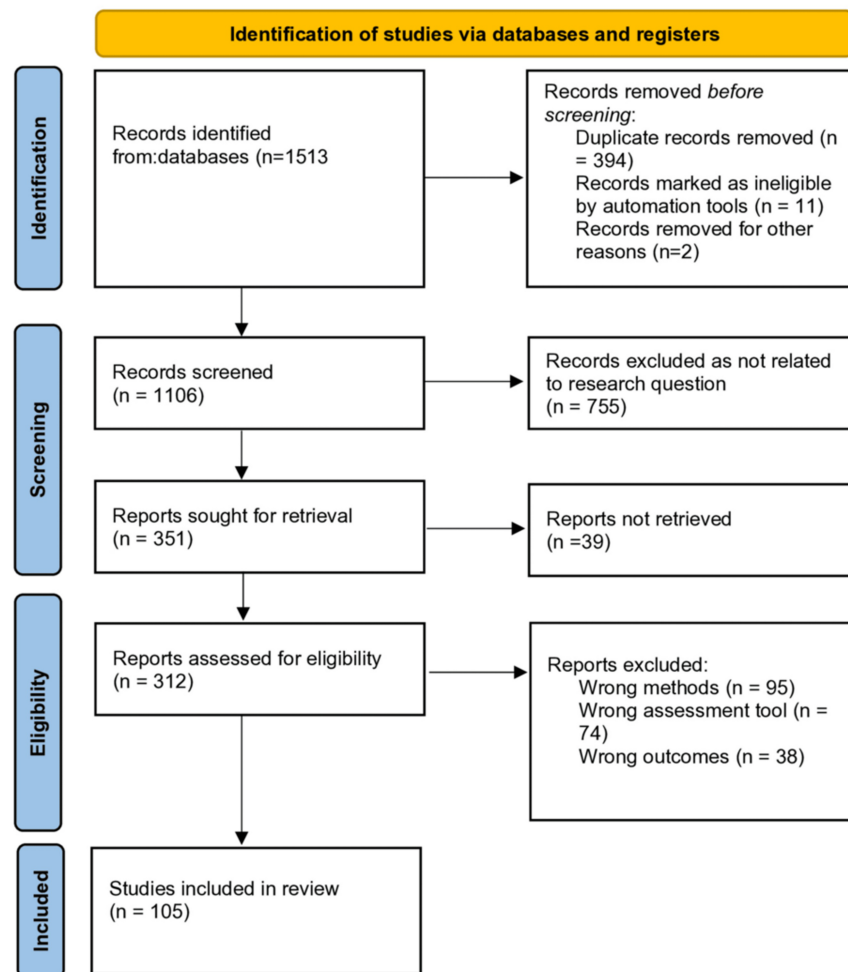 Identification of studies via databases and registers
Identification
Records identified
from:databases (n=1513
Records removed before
screening:
Duplicate records removed (n
= 394)
Records marked as ineligible
by automation tools (n = 11)
Records removed for other
reasons (n=2)
Screening
Records screened
(n = 1106)
Records excluded as not related
to research question
(n = 755)
Reports sought for retrieval
(n = 351)
Reports not retrieved
(n =39)
Eligibility
Reports assessed for eligibility
(n = 312)
Reports excluded:
Wrong methods (n = 95)
Wrong assessment tool (n =
74)
Wrong outcomes (n = 38)
Included
Studies included in review
(n = 105)